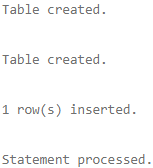 Table created.
Table created.
1 row(s) inserted.
Statement processed.